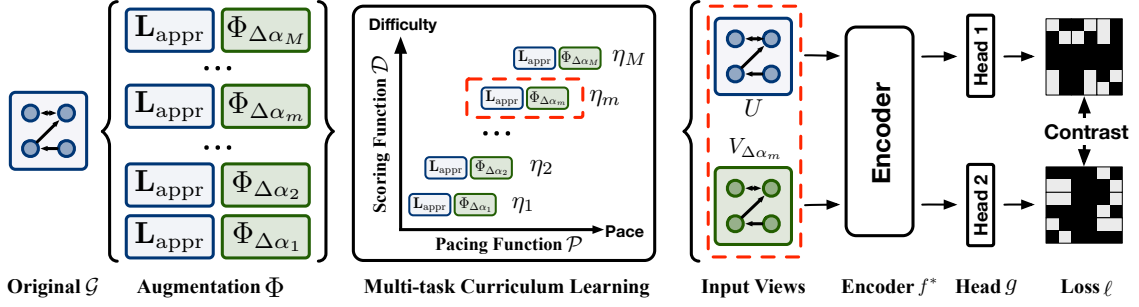 L_appr Φ_Δα_M
...
L_appr Φ_Δα_m
...
L_appr Φ_Δα_2
L_appr Φ_Δα_1
Difficulty
Scoring Function 𝒟
L_appr Φ_Δα_M η_M
L_appr Φ_Δα_m η_m
...
L_appr Φ_Δα_2 η_2
L_appr Φ_Δα_1 η_1
Pacing Function 𝒫
Pace
U
V_Δα_m
Encoder
Head 1
Head 2
Contrast
Original 𝒢
Augmentation Φ
Multi-task Curriculum Learning
Input Views
Encoder f*
Head g
Loss ℓ